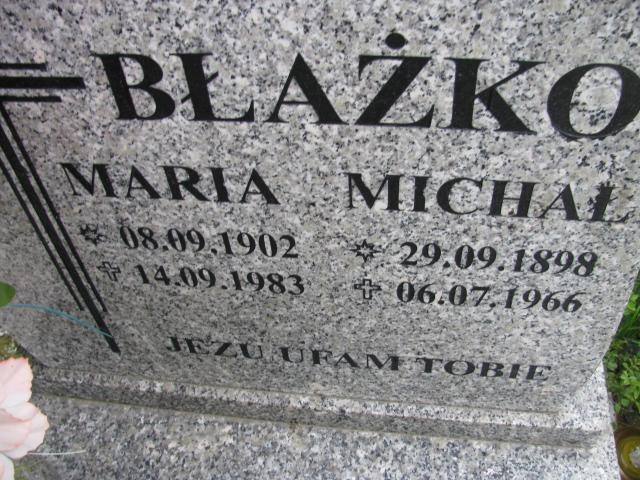 BŁAŻKO
MARIA MICHAŁ
08.09.1902 29.09.1898
14.09.1983 06.07.1966
JEZU UFAM TOBIE